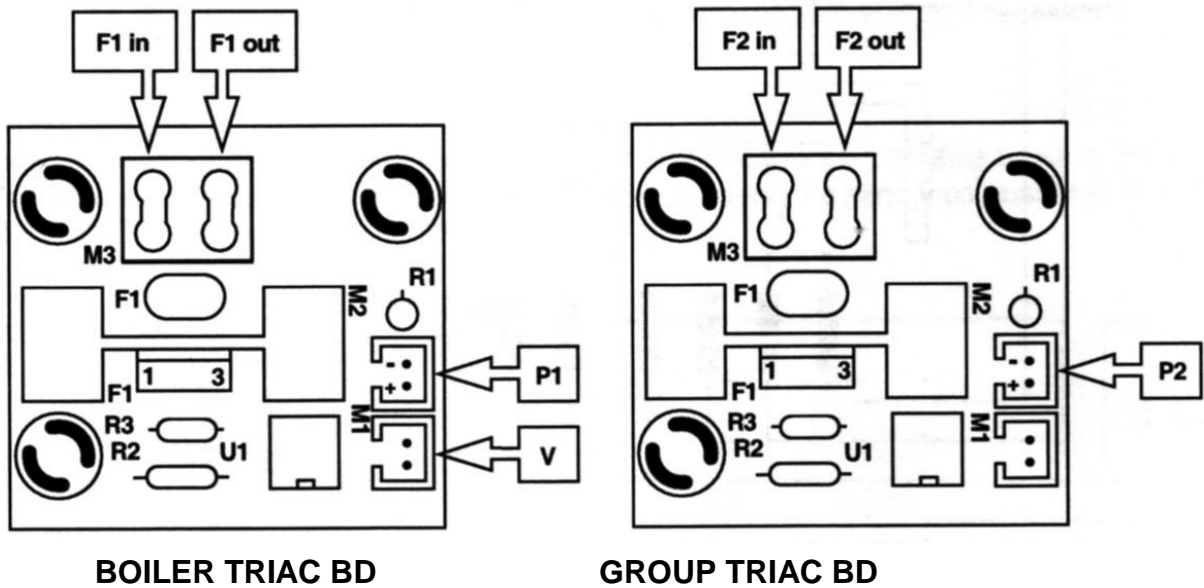 F1 in
F1 out
M3
F1
R1
M2
1
3
F1
-
+
P1
R3
R2
U1
M1
V
BOILER TRIAC BD
F2 in
F2 out
M3
F1
R1
M2
1
3
F1
-
+
P2
R3
R2
U1
M1
GROUP TRIAC BD